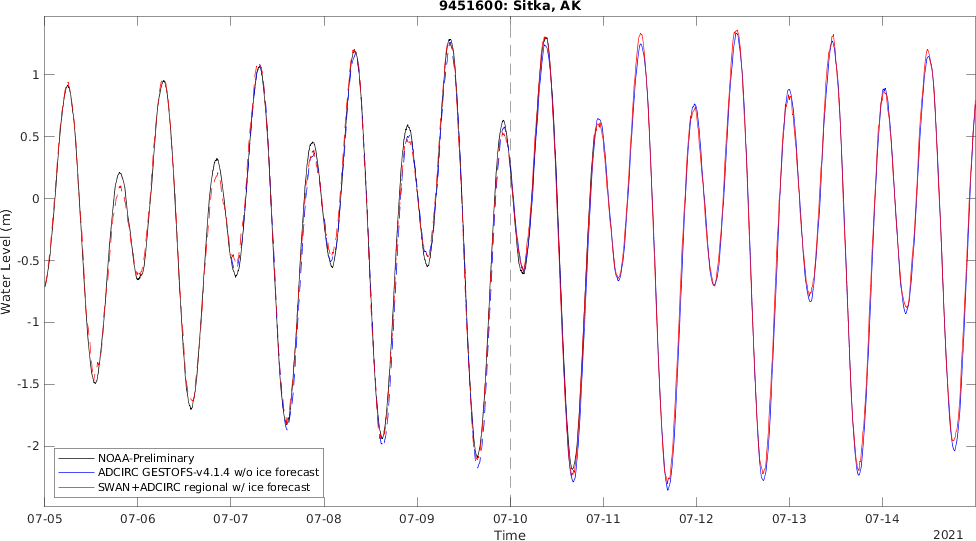 9451600: Sitka, AK
Water Level (m)
1
0.5
0
-0.5
-1
-1.5
-2
NOAA-Preliminary
ADCIRC GESTOFS-v4.1.4 w/o ice forecast
SWAN+ADCIRC regional w/ ice forecast
07-05 07-06 07-07 07-08 07-09 07-10 07-11 07-12 07-13 07-14
Time
2021